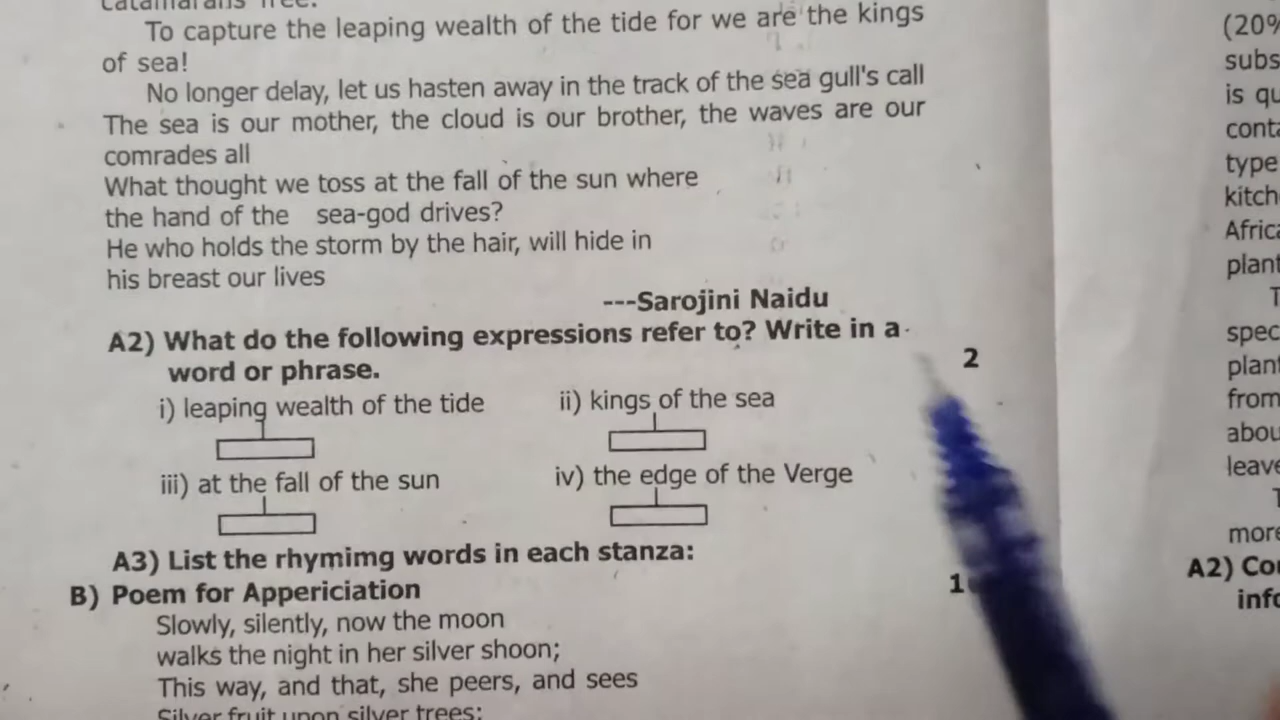 catamarans free.
To capture the leaping wealth of the tide for we are the kings
of sea!
No longer delay, let us hasten away in the track of the sea gull's call
The sea is our mother, the cloud is our brother, the waves are our
comrades all
What thought we toss at the fall of the sun where
the hand of the sea-god drives?
He who holds the storm by the hair, will hide in
his breast our lives
---Sarojini Naidu
A2) What do the following expressions refer to? Write in a
word or phrase. 2
i) leaping wealth of the tide ii) kings of the sea
iii) at the fall of the sun iv) the edge of the Verge
A3) List the rhymimg words in each stanza:
B) Poem for Appericiation 1
Slowly, silently, now the moon
walks the night in her silver shoon;
This way, and that, she peers, and sees
Silver fruit upon silver trees;
(20%
subs
is qu
conta
type
kitch
Africa
plant
T
spec
plant
from
abou
leave
T
more
A2) Co
info